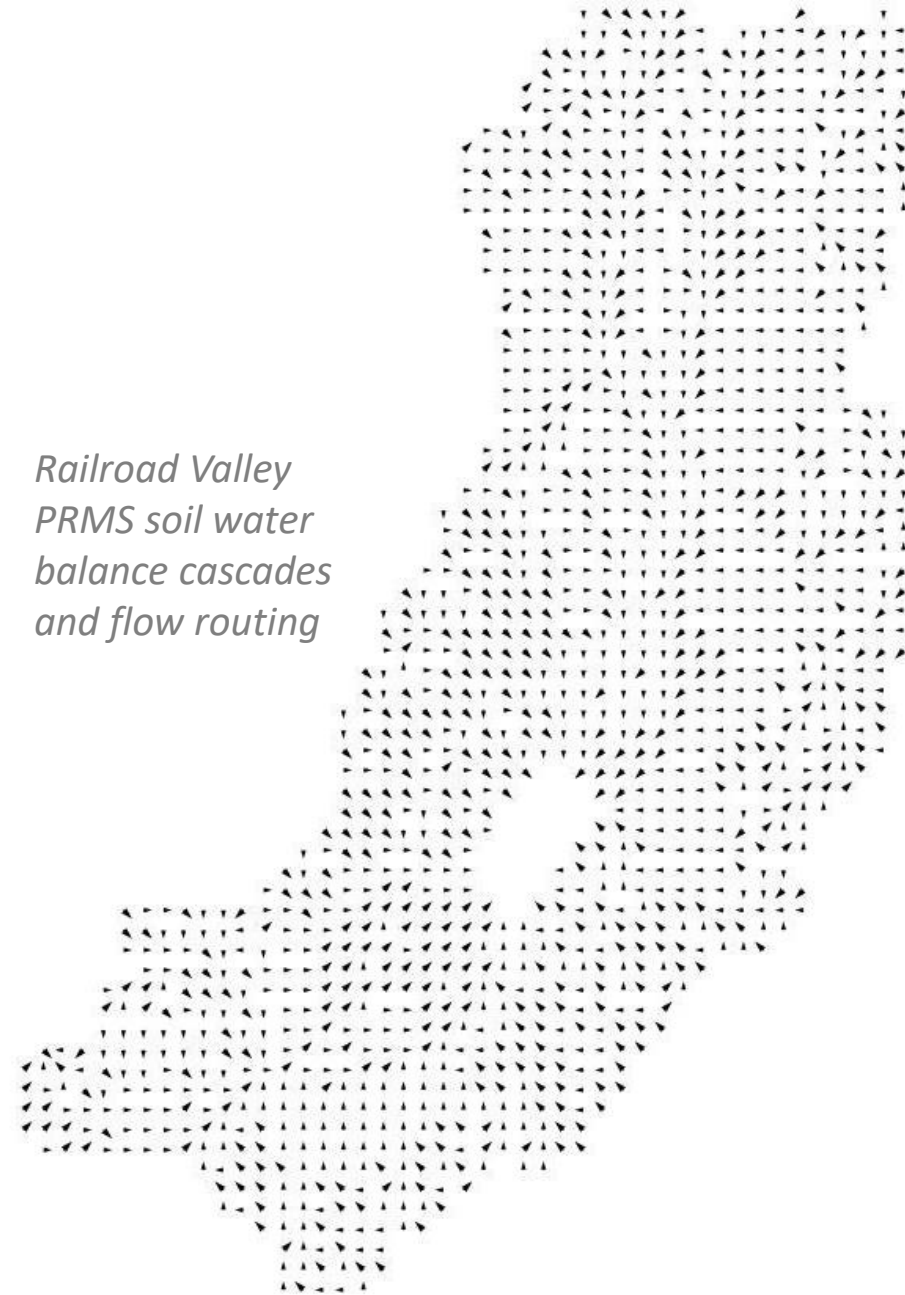 Railroad Valley
PRMS soil water
balance cascades
and flow routing